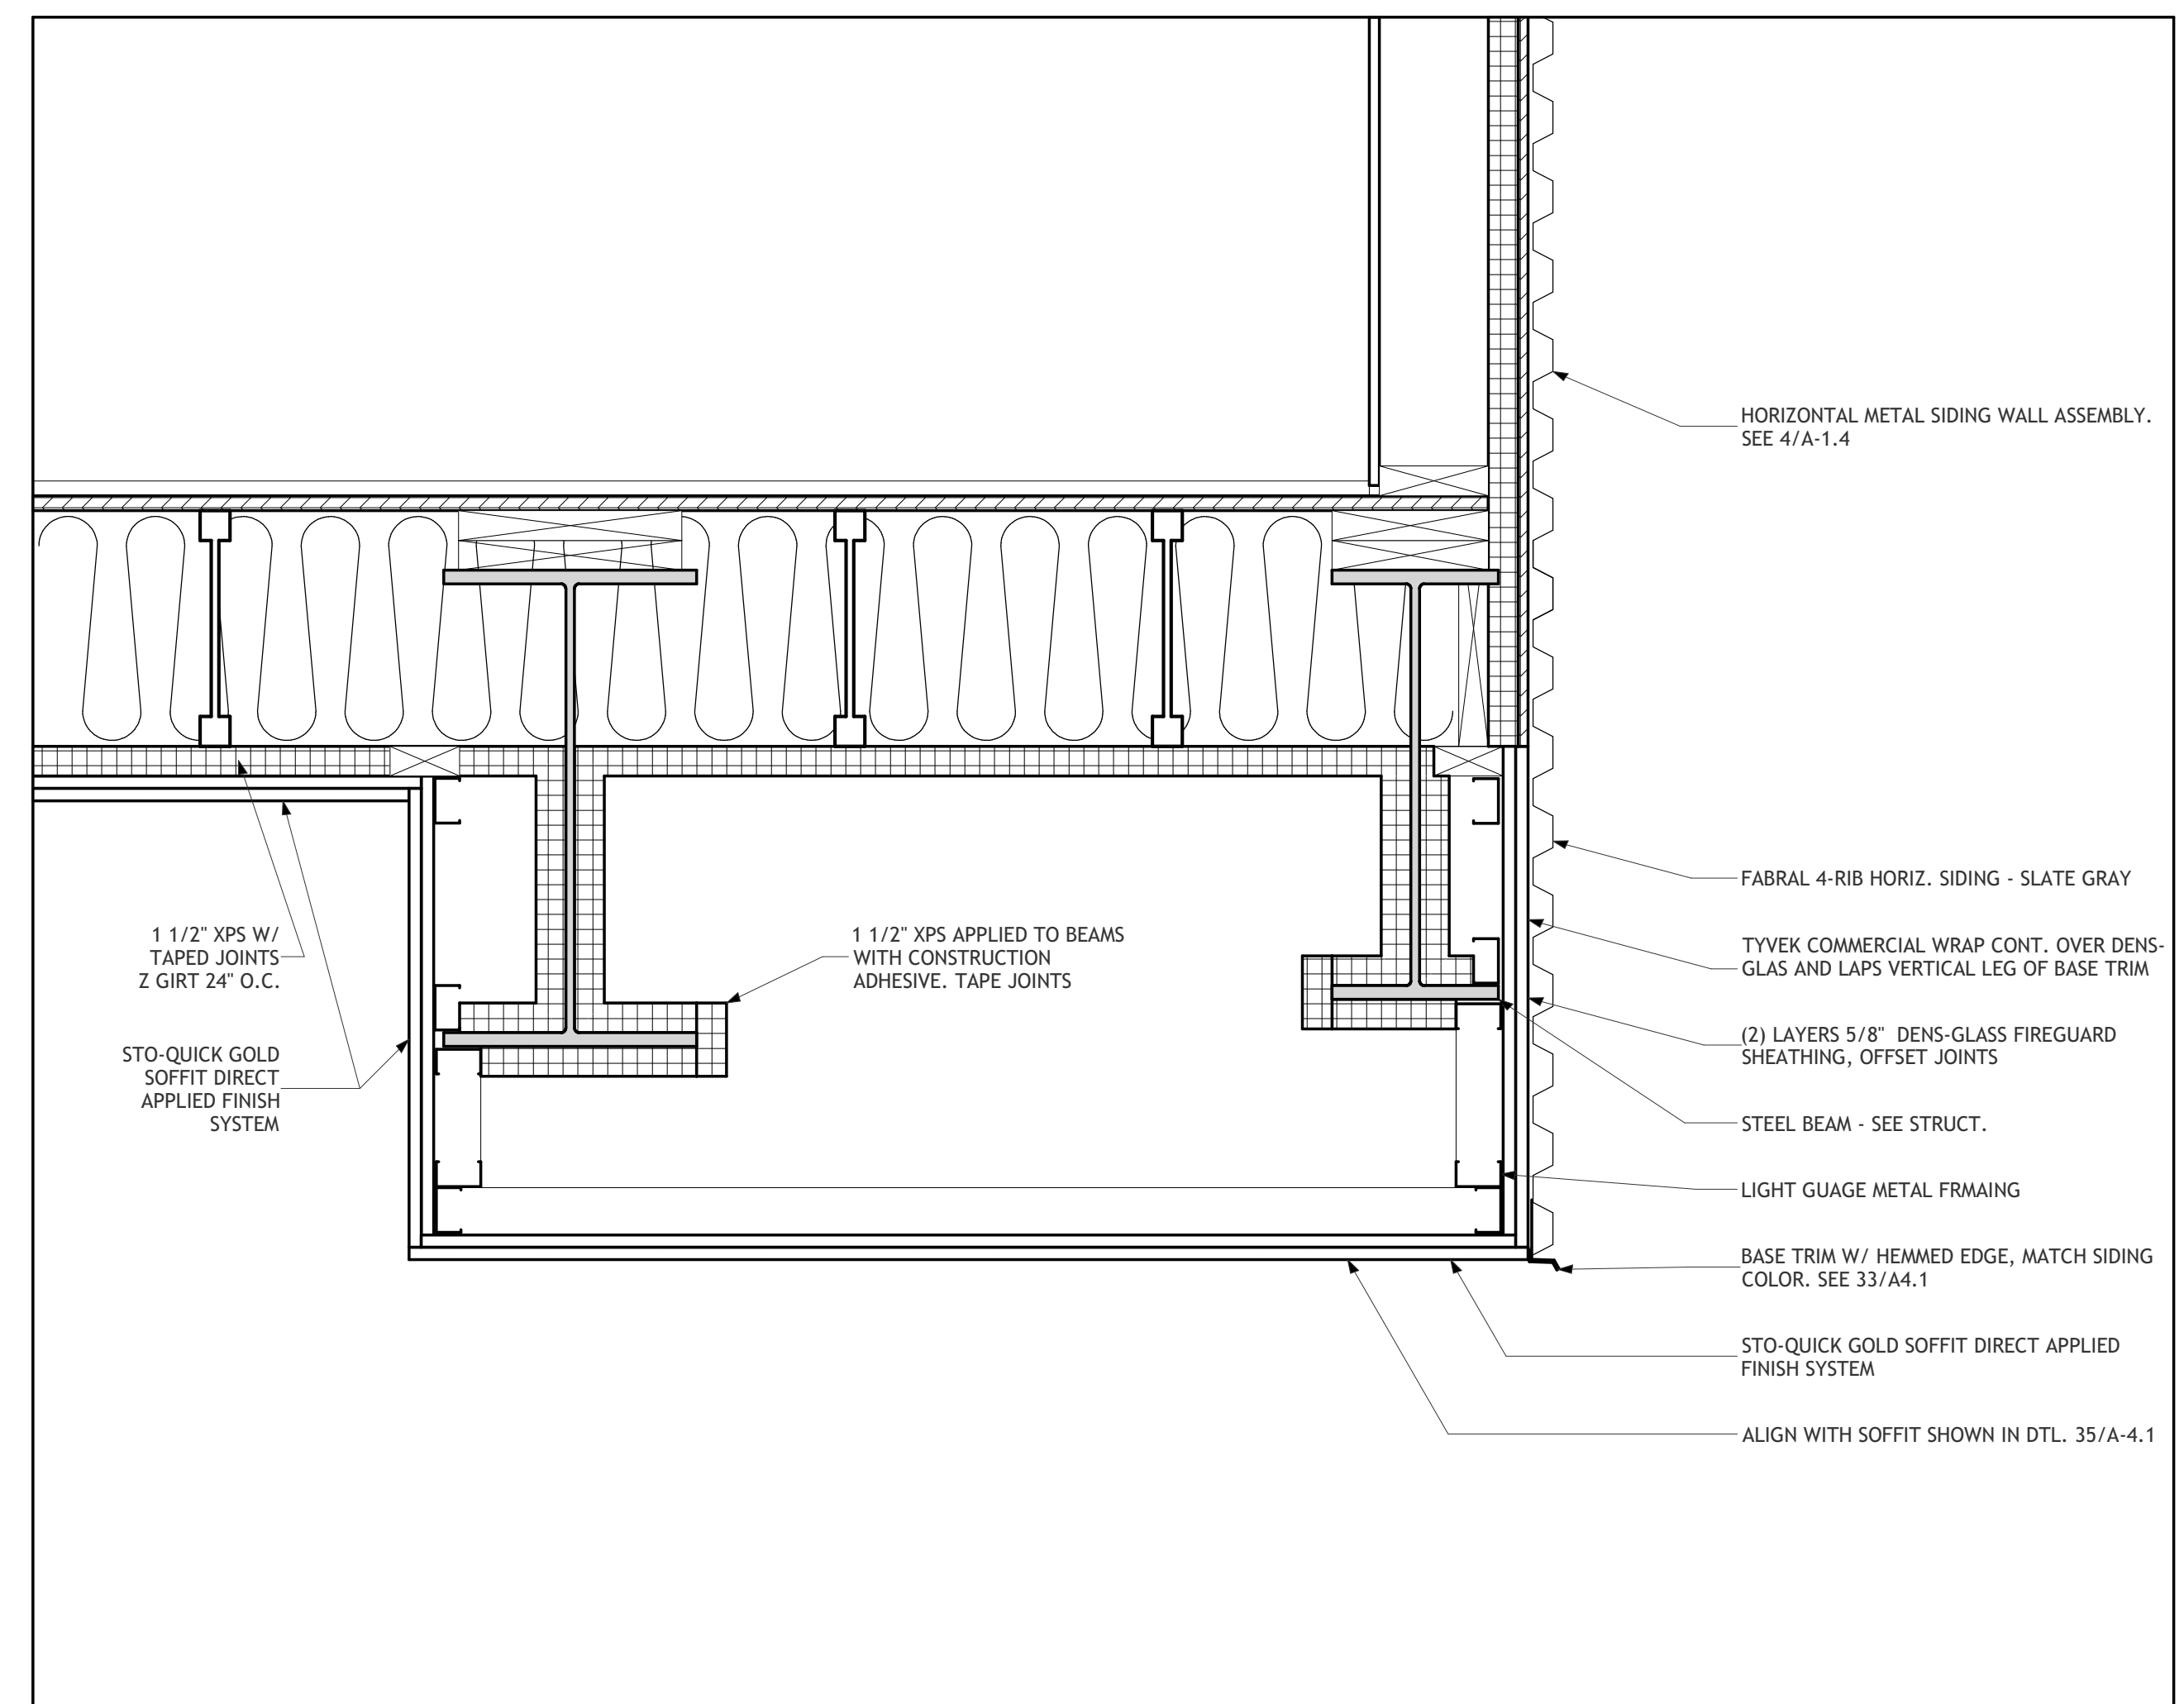 HORIZONTAL METAL SIDING WALL ASSEMBLY.
SEE 4/A-1.4
FABRAL 4-RIB HORIZ. SIDING - SLATE GRAY
1 1/2" XPS W/
TAPED JOINTS
Z GIRT 24" O.C.
1 1/2" XPS APPLIED TO BEAMS
WITH CONSTRUCTION
ADHESIVE. TAPE JOINTS
TYVEK COMMERCIAL WRAP CONT. OVER DENS-
GLAS AND LAPS VERTICAL LEG OF BASE TRIM
STO-QUICK GOLD
SOFFIT DIRECT
APPLIED FINISH
SYSTEM
(2) LAYERS 5/8" DENS-GLASS FIREGUARD
SHEATHING, OFFSET JOINTS
STEEL BEAM - SEE STRUCT.
LIGHT GUAGE METAL FRMAING
BASE TRIM W/ HEMMED EDGE, MATCH SIDING
COLOR. SEE 33/A4.1
STO-QUICK GOLD SOFFIT DIRECT APPLIED
FINISH SYSTEM
ALIGN WITH SOFFIT SHOWN IN DTL. 35/A-4.1